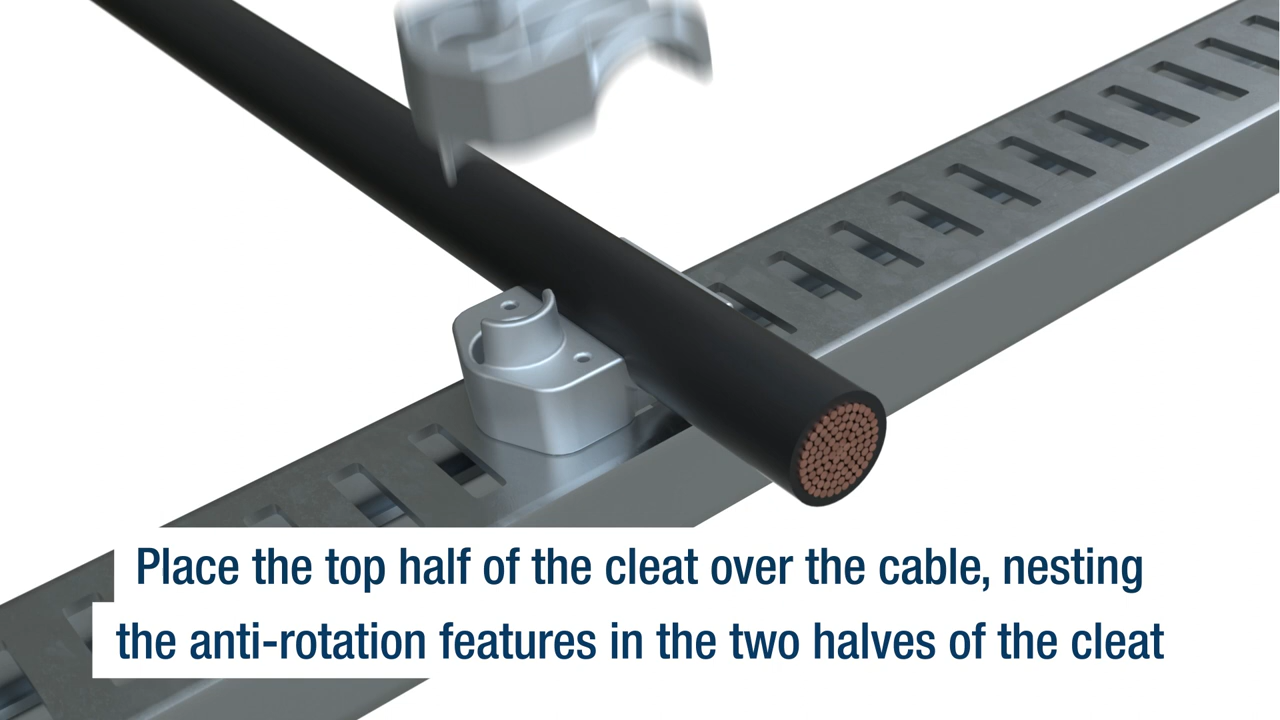 Place the top half of the cleat over the cable, nesting
the anti-rotation features in the two halves of the cleat